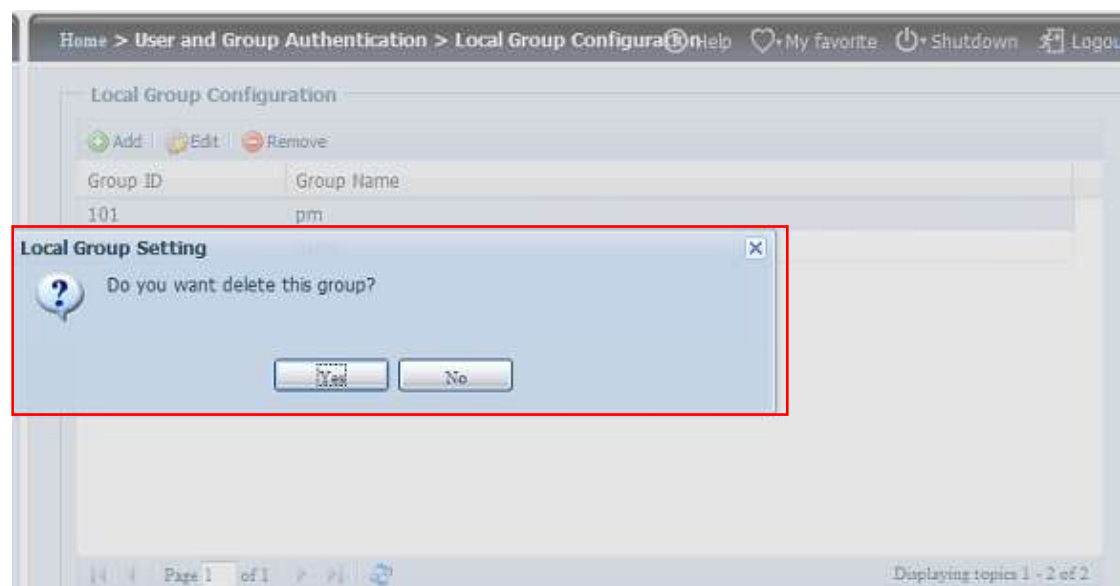 Home > User and Group Authentication > Local Group Configuration Help My favorite Shutdown Logou
Local Group Configuration
Add Edit Remove
Group ID Group Name
101 pm
Local Group Setting
Do you want delete this group?
Yes No
Page 1 of 1 Displaying topics 1 - 2 of 2